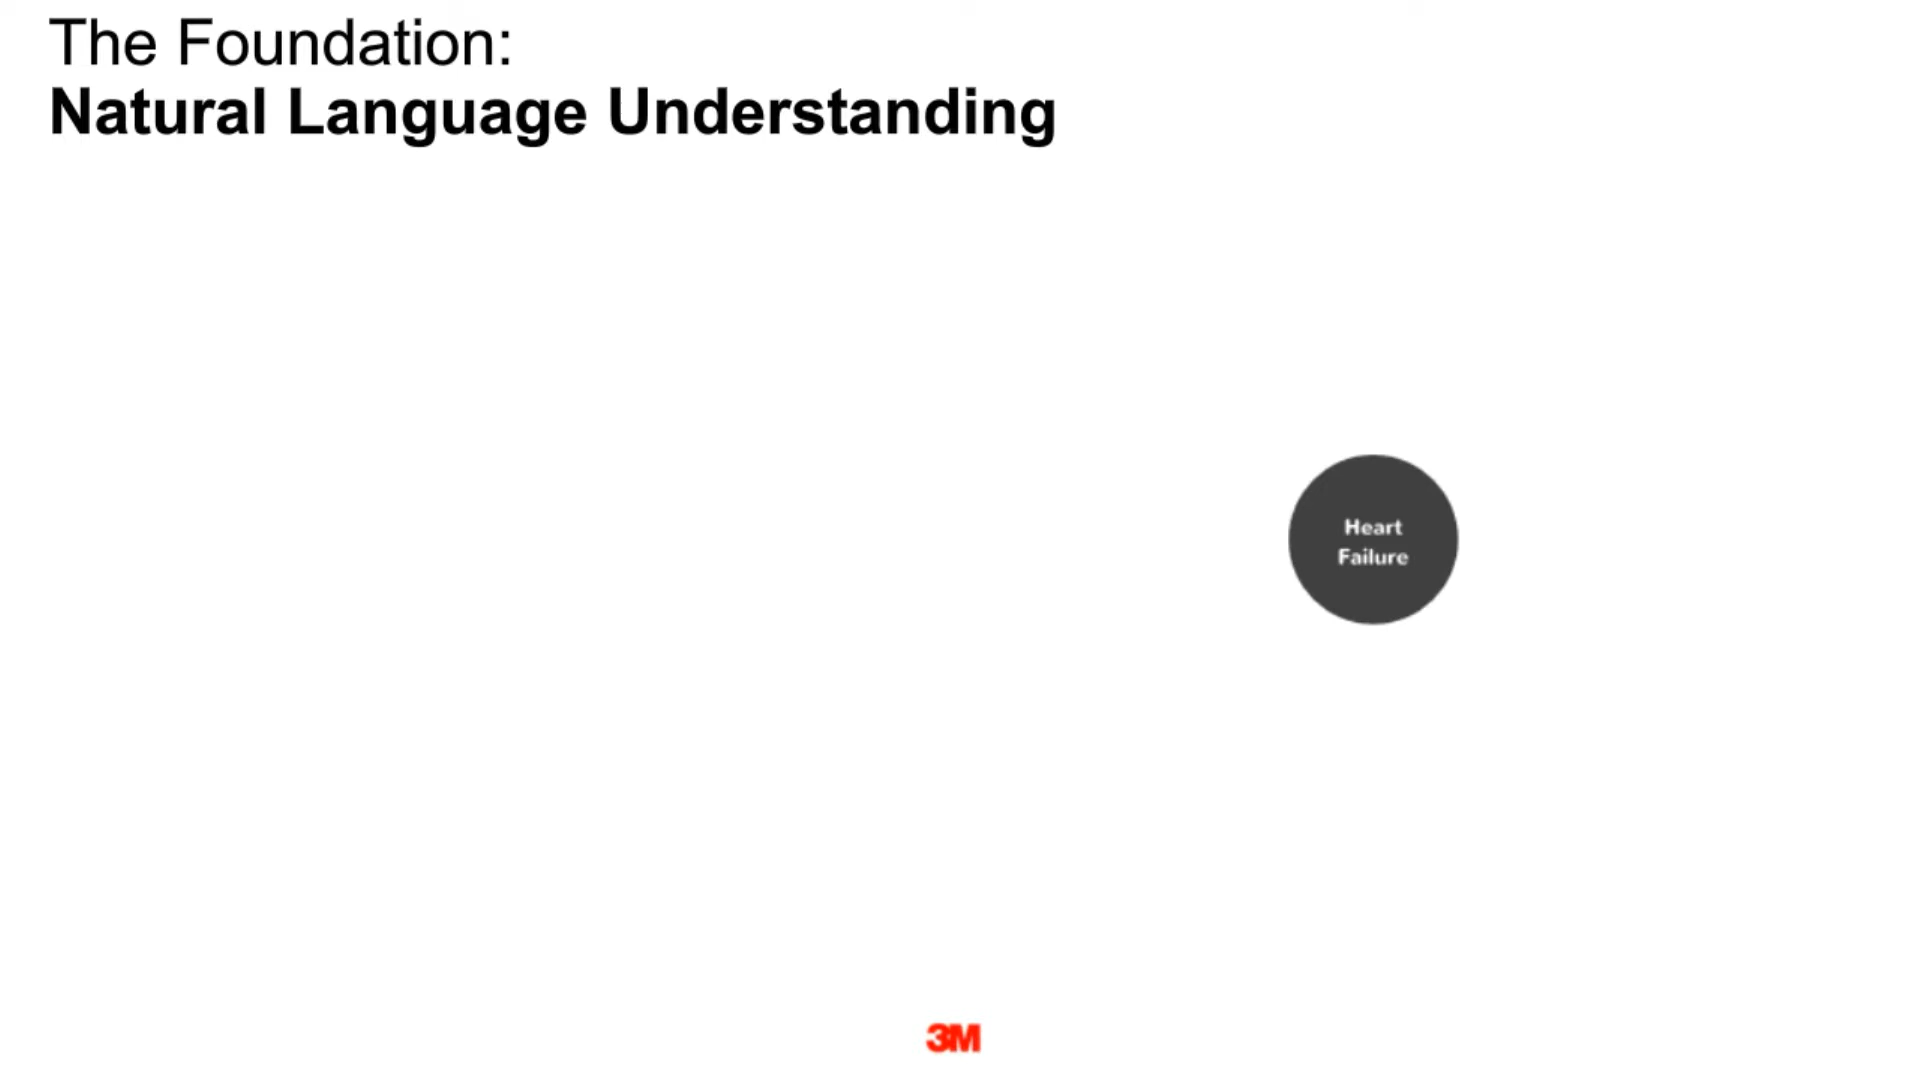 The Foundation:
Natural Language Understanding
Heart
Failure
3M